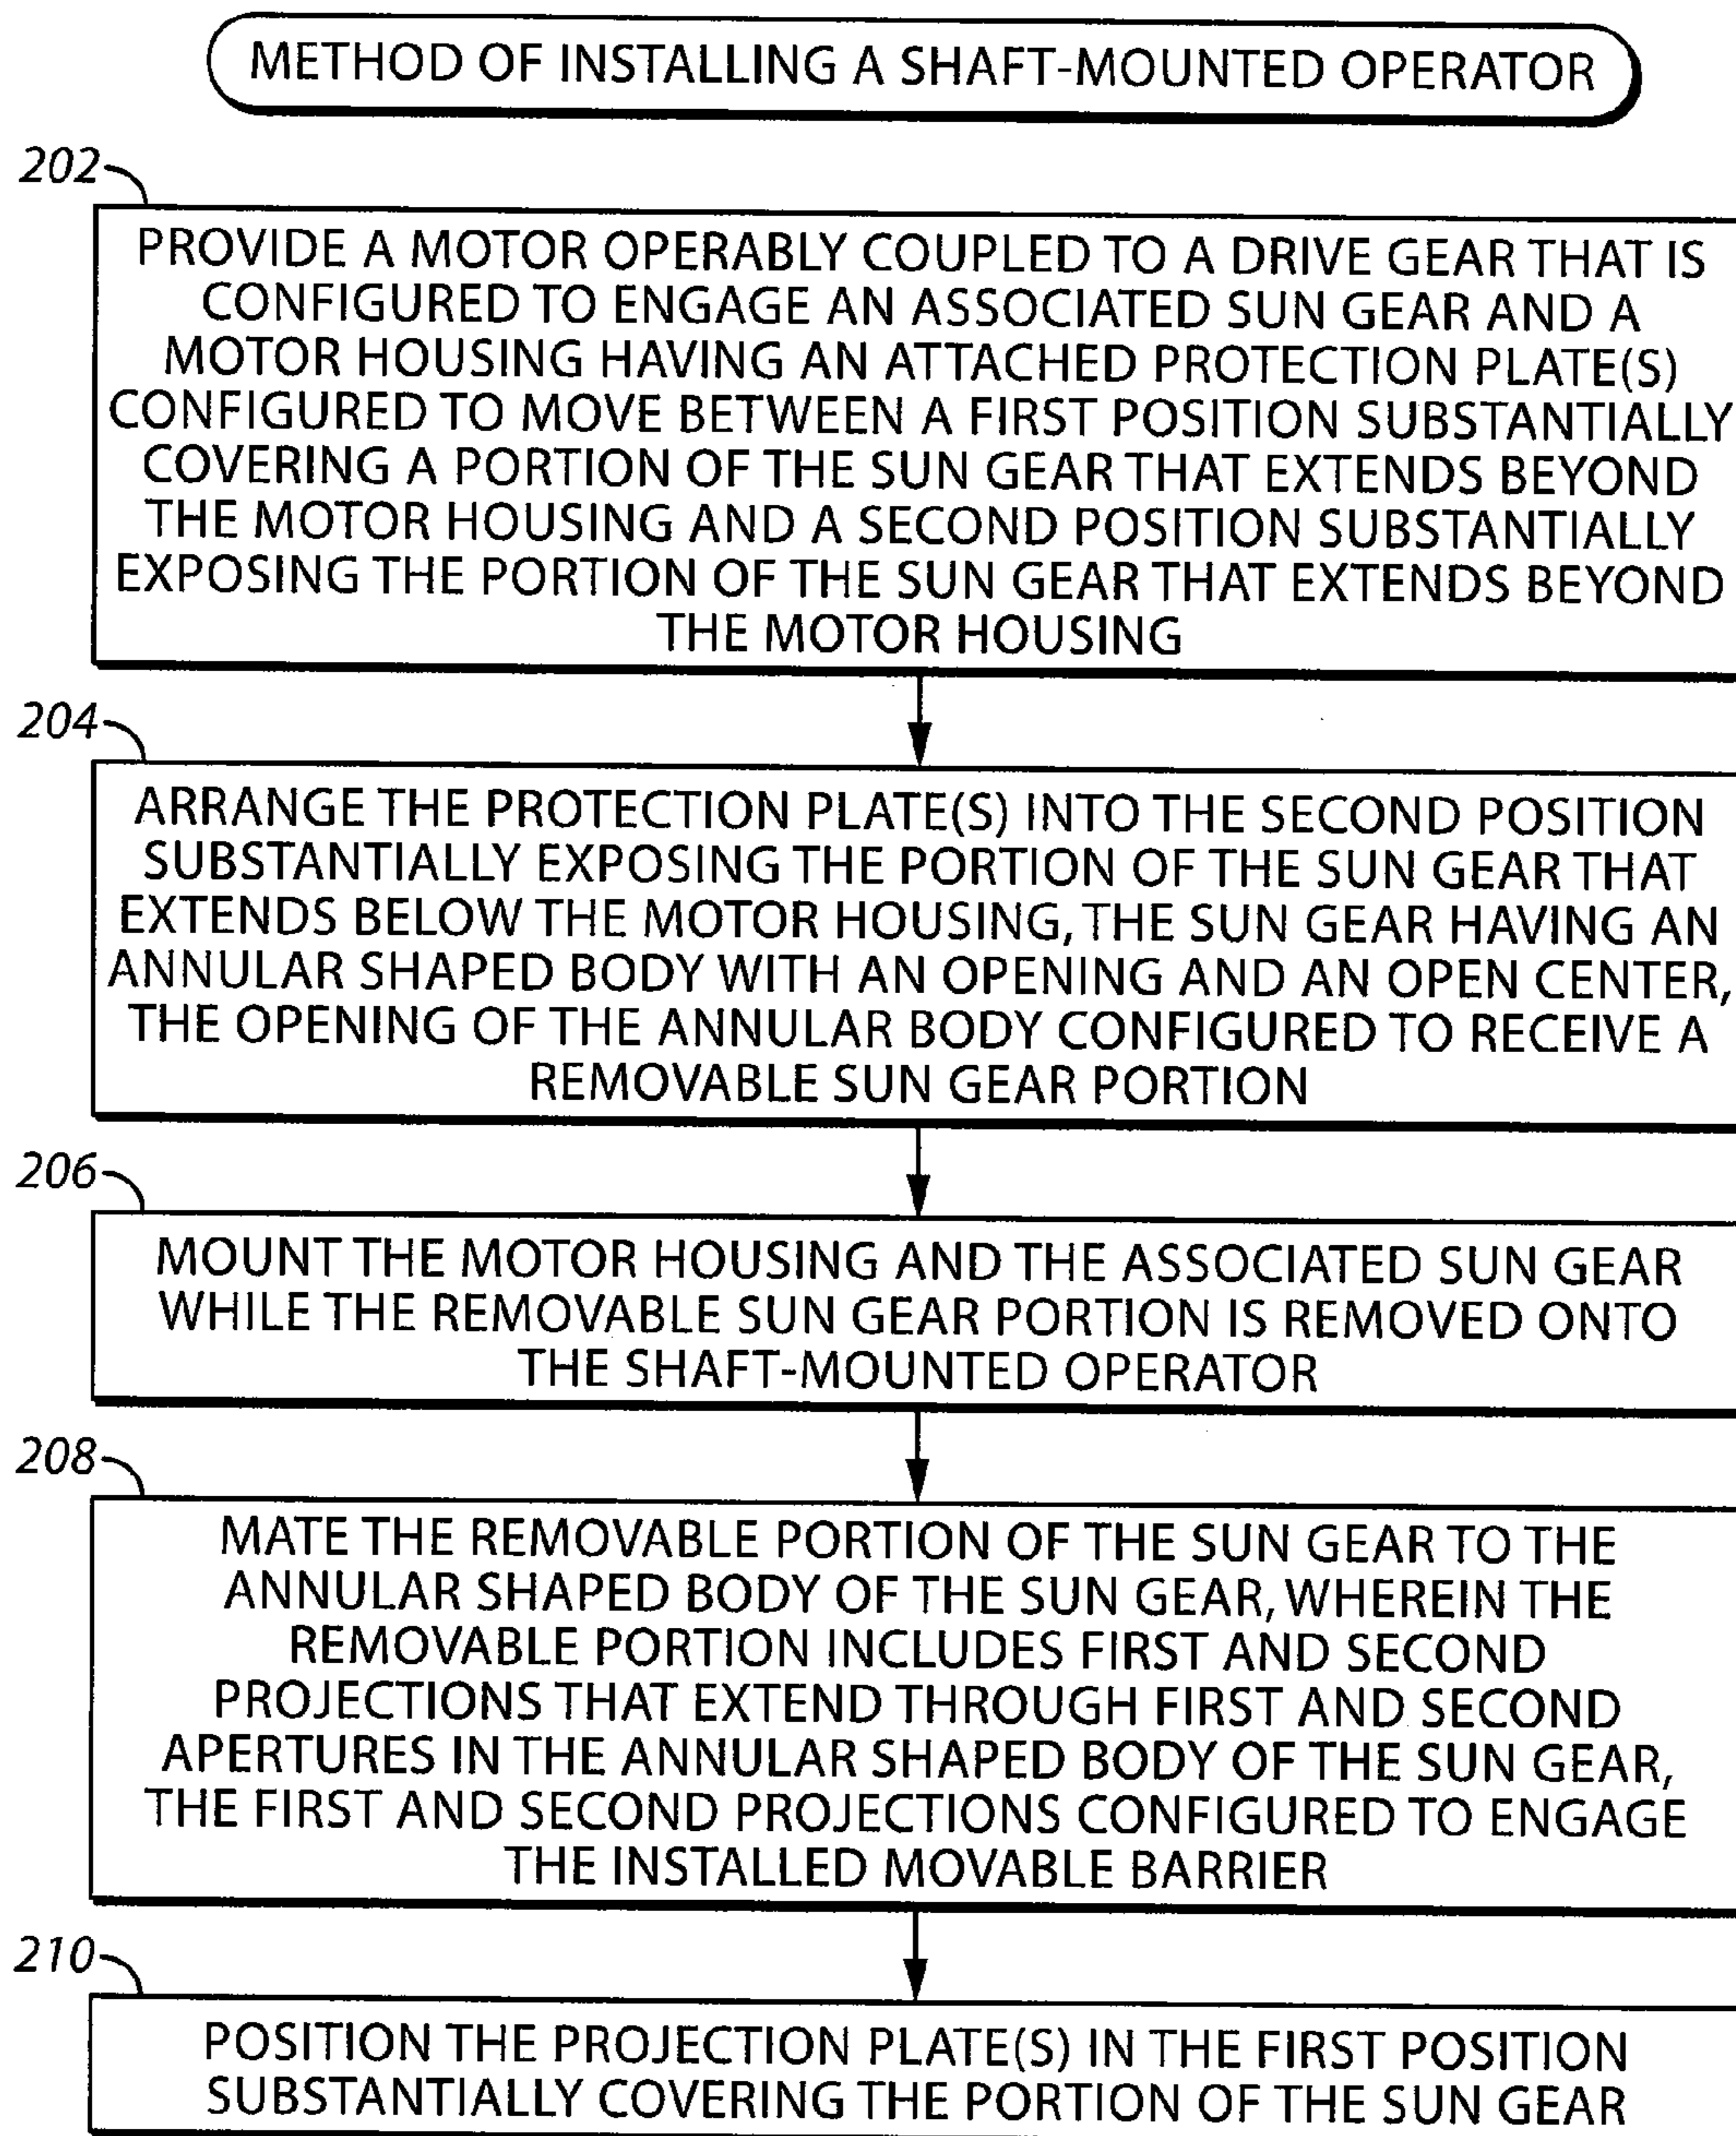 METHOD OF INSTALLING A SHAFT-MOUNTED OPERATOR
202
PROVIDE A MOTOR OPERABLY COUPLED TO A DRIVE GEAR THAT IS
CONFIGURED TO ENGAGE AN ASSOCIATED SUN GEAR AND A
MOTOR HOUSING HAVING AN ATTACHED PROTECTION PLATE(S)
CONFIGURED TO MOVE BETWEEN A FIRST POSITION SUBSTANTIALLY
COVERING A PORTION OF THE SUN GEAR THAT EXTENDS BEYOND
THE MOTOR HOUSING AND A SECOND POSITION SUBSTANTIALLY
EXPOSING THE PORTION OF THE SUN GEAR THAT EXTENDS BEYOND
THE MOTOR HOUSING
204
ARRANGE THE PROTECTION PLATE(S) INTO THE SECOND POSITION
SUBSTANTIALLY EXPOSING THE PORTION OF THE SUN GEAR THAT
EXTENDS BELOW THE MOTOR HOUSING, THE SUN GEAR HAVING AN
ANNULAR SHAPED BODY WITH AN OPENING AND AN OPEN CENTER,
THE OPENING OF THE ANNULAR BODY CONFIGURED TO RECEIVE A
REMOVABLE SUN GEAR PORTION
206
MOUNT THE MOTOR HOUSING AND THE ASSOCIATED SUN GEAR
WHILE THE REMOVABLE SUN GEAR PORTION IS REMOVED ONTO
THE SHAFT-MOUNTED OPERATOR
208
MATE THE REMOVABLE PORTION OF THE SUN GEAR TO THE
ANNULAR SHAPED BODY OF THE SUN GEAR, WHEREIN THE
REMOVABLE PORTION INCLUDES FIRST AND SECOND
PROJECTIONS THAT EXTEND THROUGH FIRST AND SECOND
APERTURES IN THE ANNULAR SHAPED BODY OF THE SUN GEAR,
THE FIRST AND SECOND PROJECTIONS CONFIGURED TO ENGAGE
THE INSTALLED MOVABLE BARRIER
210
POSITION THE PROJECTION PLATE(S) IN THE FIRST POSITION
SUBSTANTIALLY COVERING THE PORTION OF THE SUN GEAR